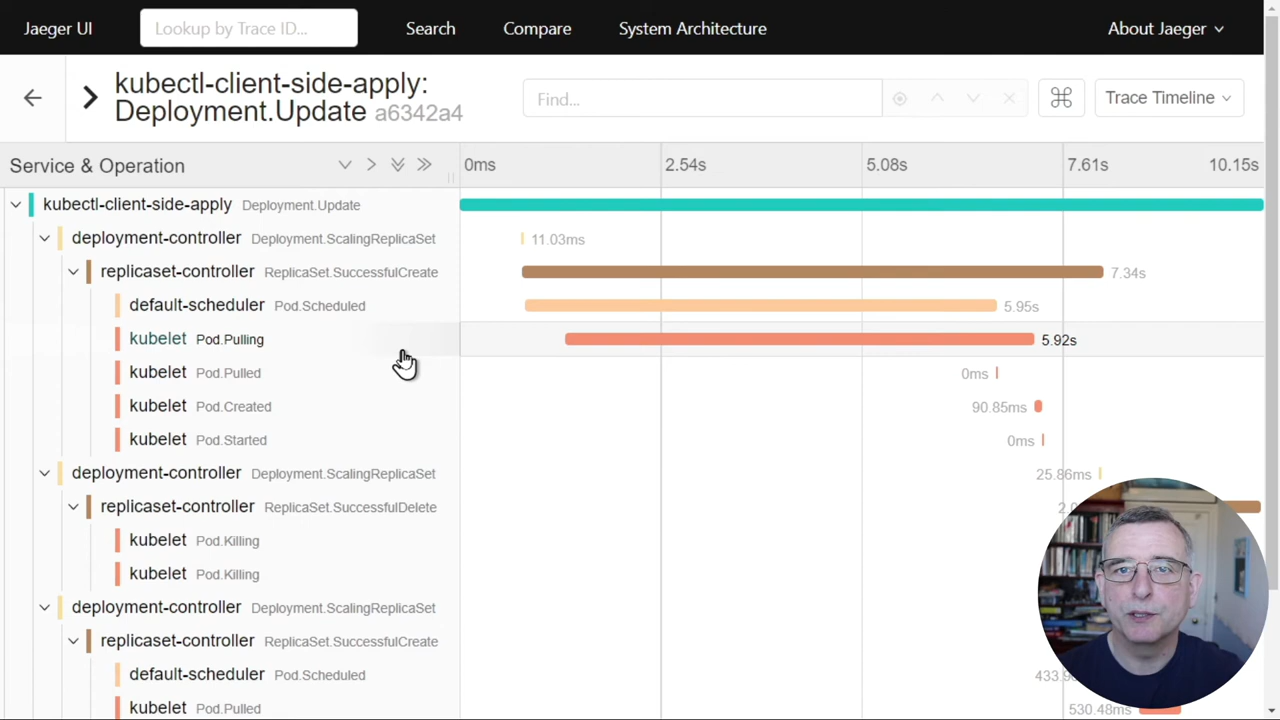 Jaeger UI Lookup by Trace ID... Search Compare System Architecture About Jaeger
kubectl-client-side-apply:
Deployment.Update a6342a4
Find...
Trace Timeline
Service & Operation 0ms 2.54s 5.08s 7.61s 10.15s
kubectl-client-side-apply Deployment.Update
deployment-controller Deployment.ScalingReplicaSet 11.03ms
replicaset-controller ReplicaSet.SuccessfulCreate 7.34s
default-scheduler Pod.Scheduled 5.95s
kubelet Pod.Pulling 5.92s
kubelet Pod.Pulled 0ms
kubelet Pod.Created 90.85ms
kubelet Pod.Started 0ms
deployment-controller Deployment.ScalingReplicaSet 25.86ms
replicaset-controller ReplicaSet.SuccessfulDelete
kubelet Pod.Killing
kubelet Pod.Killing
deployment-controller Deployment.ScalingReplicaSet
replicaset-controller ReplicaSet.SuccessfulCreate
default-scheduler Pod.Scheduled
kubelet Pod.Pulled 530.48ms